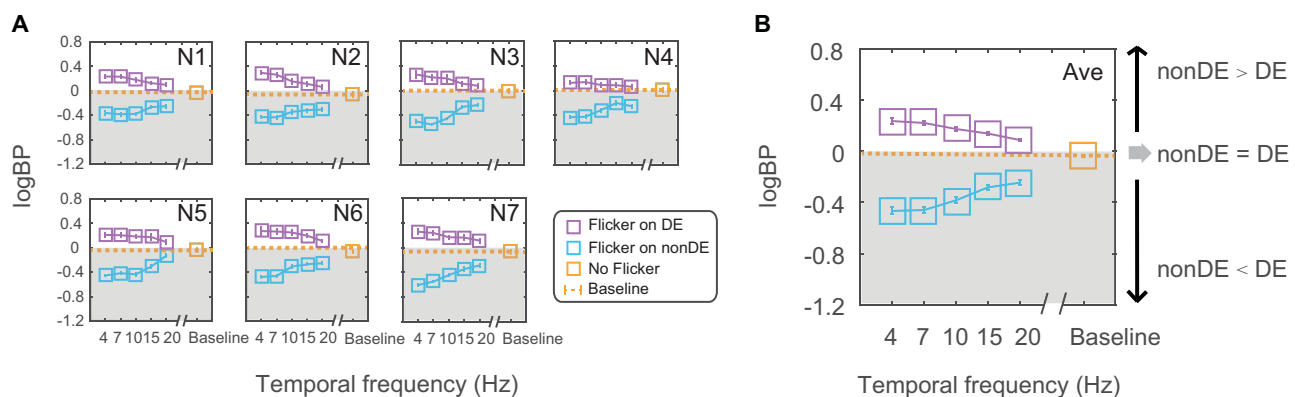 A
B
0.8
0.4
0
-0.4
-0.8
-1.2
N1
N2
N3
N4
logBP
0.8
0.4
0
-0.4
-0.8
-1.2
N5
N6
N7
4 7 10 15 20 Baseline
4 7 10 15 20 Baseline
4 7 10 15 20 Baseline
Temporal frequency (Hz)
Flicker on DE
Flicker on nonDE
No Flicker
Baseline
0.8
0.4
0
-0.4
-0.8
-1.2
logBP
Ave
4 7 10 15 20 Baseline
Temporal frequency (Hz)
nonDE > DE
nonDE = DE
nonDE < DE